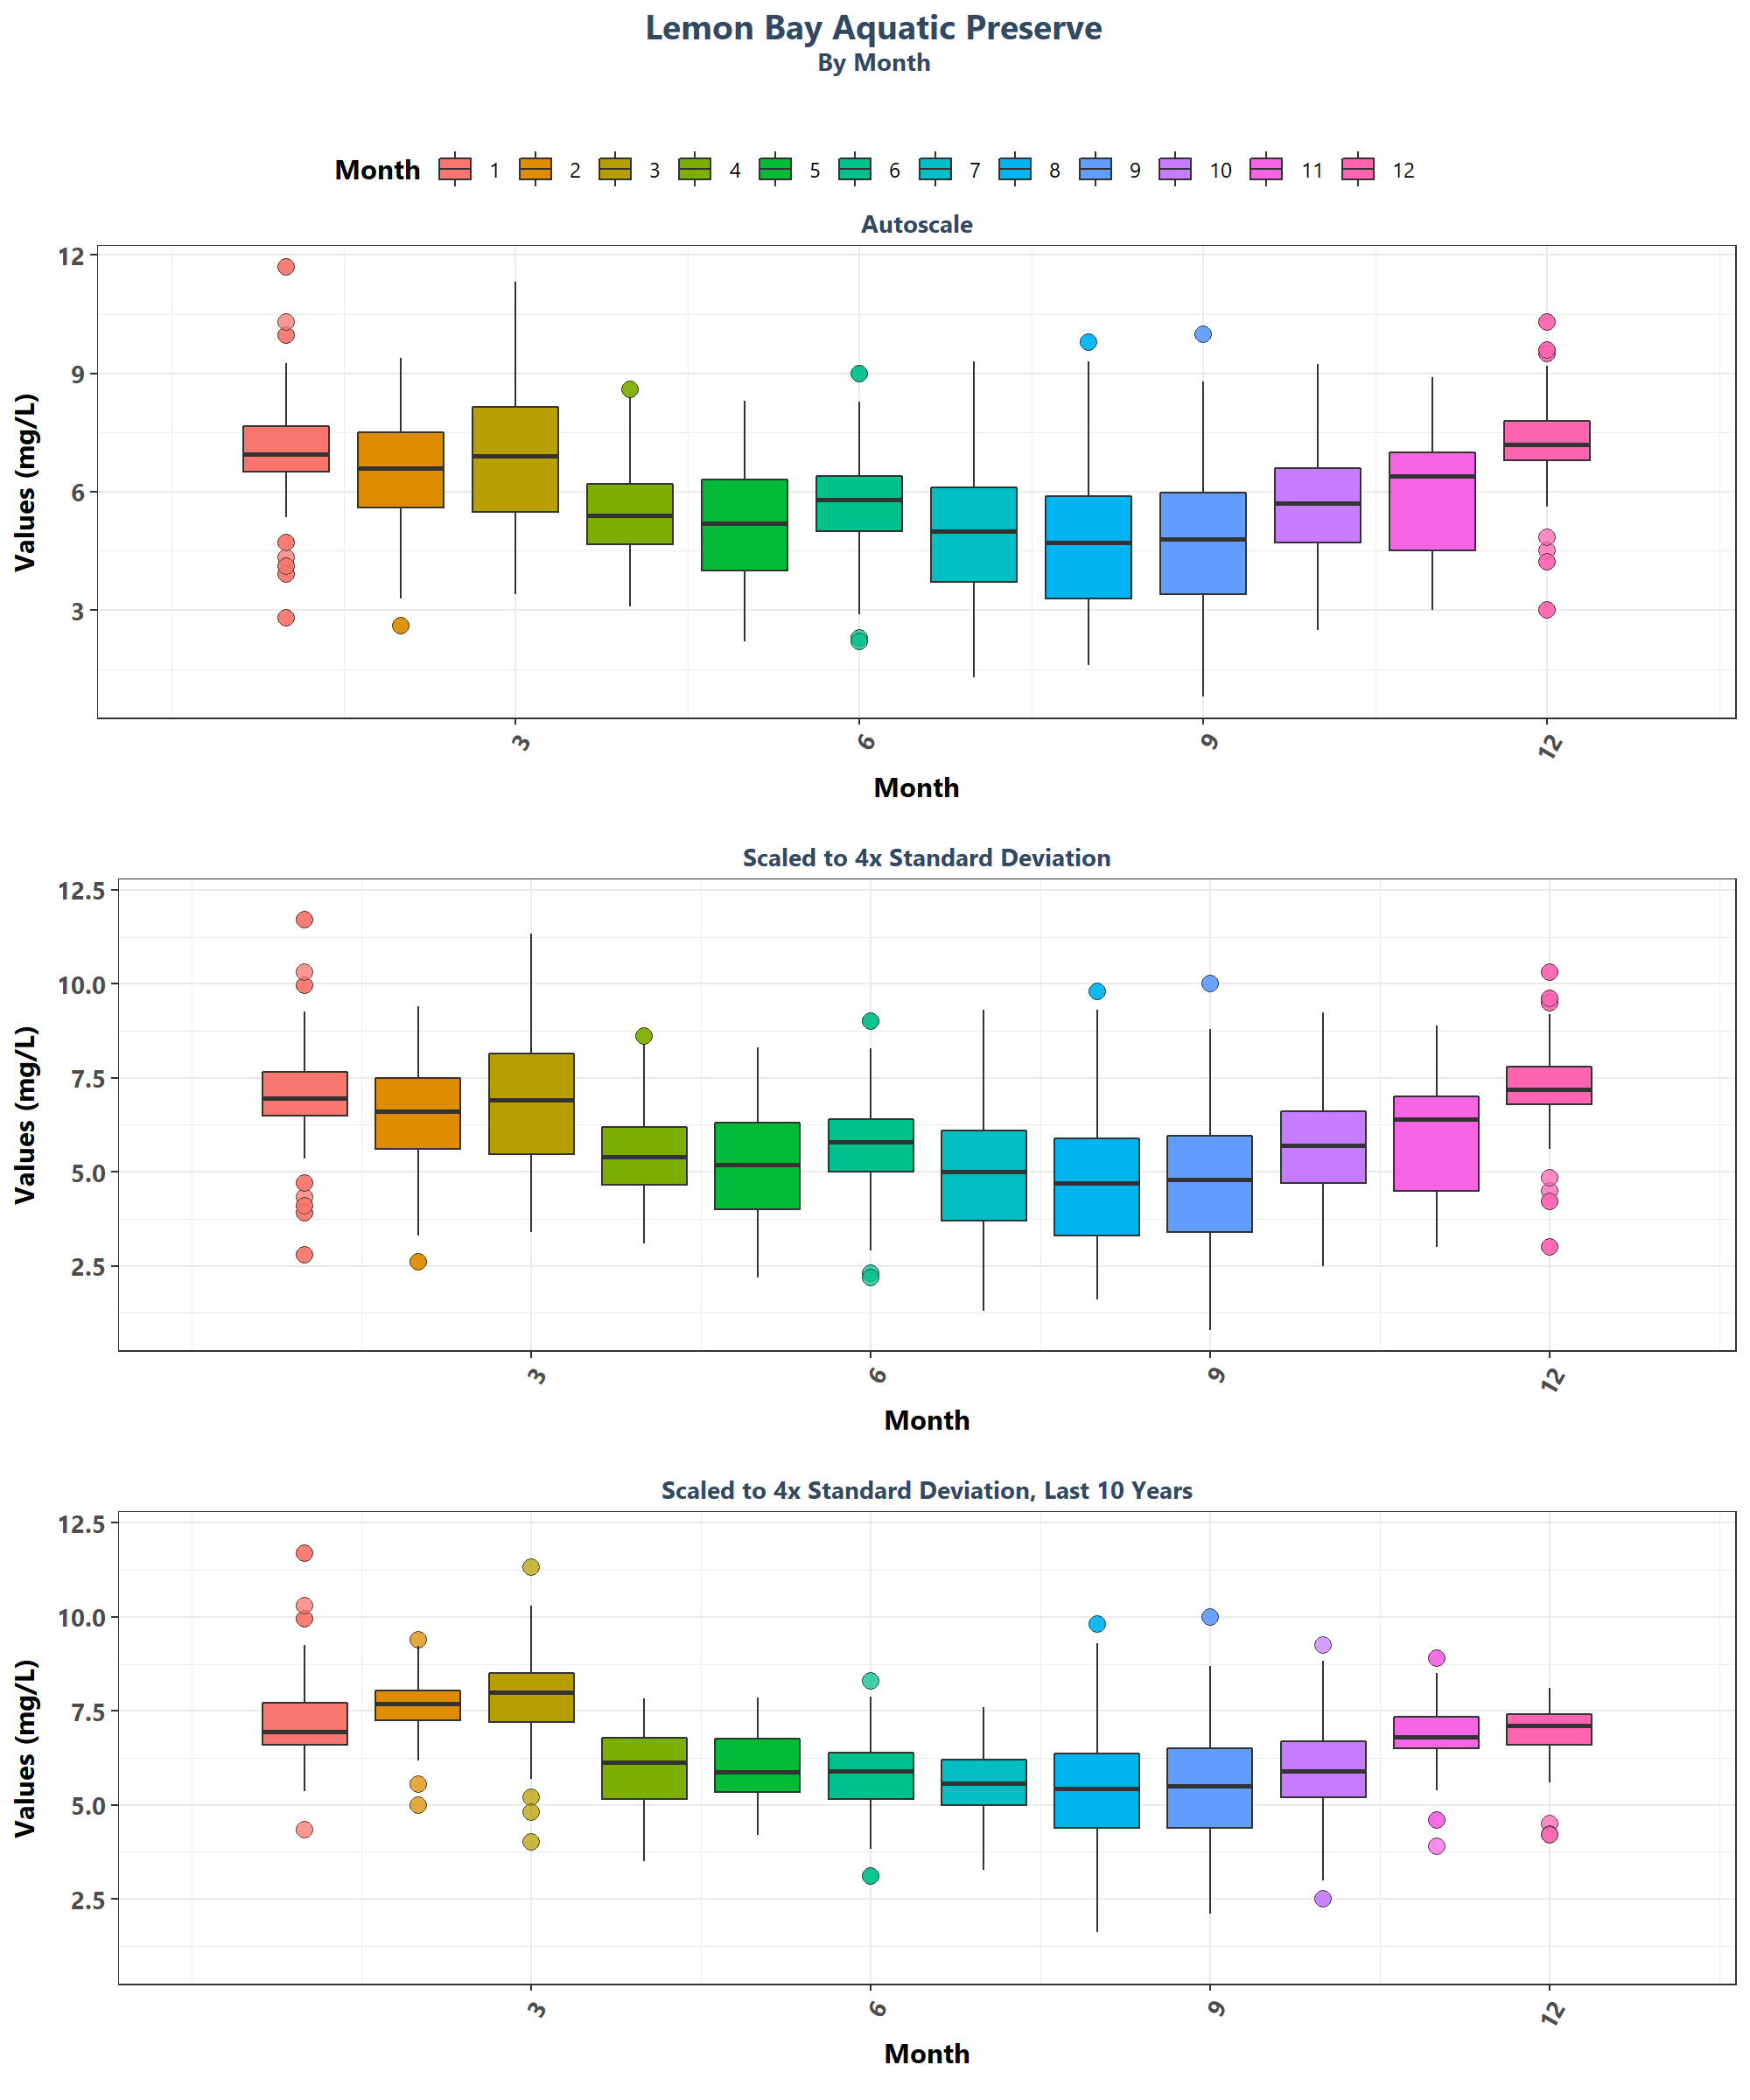 Lemon Bay Aquatic Preserve
By Month
Month 1 2 3 4 5 6 7 8 9 10 11 12
Autoscale
Values (mg/L)
12
9
6
3
3 6 9 12
Month
Scaled to 4x Standard Deviation
Values (mg/L)
12.5
10.0
7.5
5.0
2.5
3 6 9 12
Month
Scaled to 4x Standard Deviation, Last 10 Years
Values (mg/L)
12.5
10.0
7.5
5.0
2.5
3 6 9 12
Month